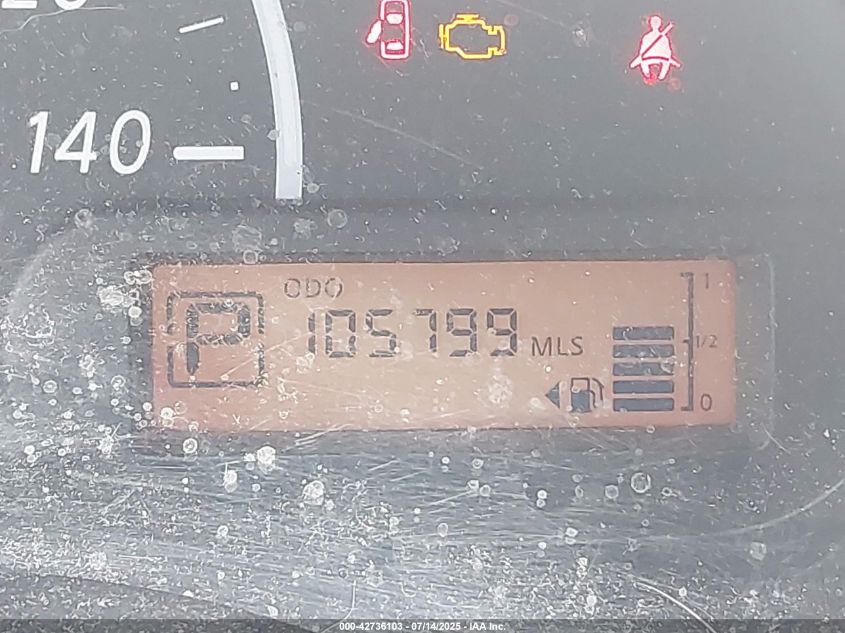 140
ODO
P
105799 MLS
1
1/2
0
000-42736103 - 07/14/2025 - IAA Inc.